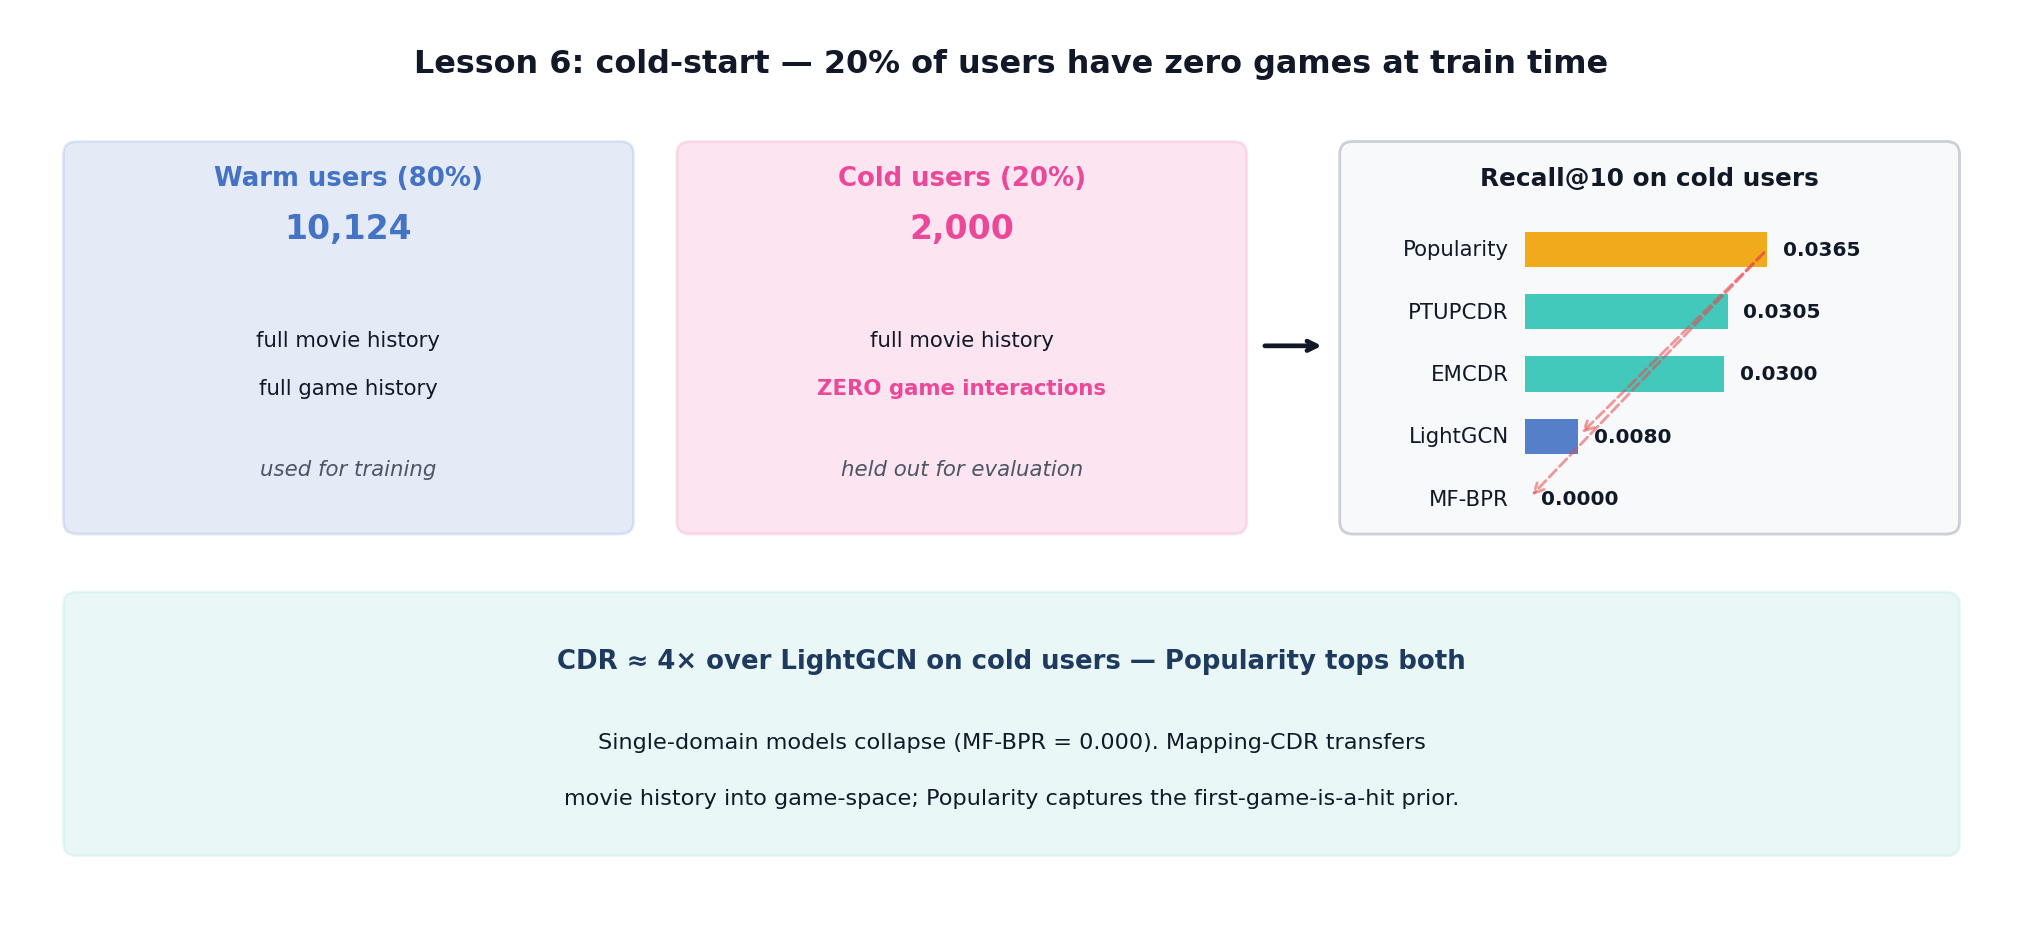 Lesson 6: cold-start — 20% of users have zero games at train time
Warm users (80%)
10,124
full movie history
full game history
used for training
Cold users (20%)
2,000
full movie history
ZERO game interactions
held out for evaluation
Recall@10 on cold users
Popularity 0.0365
PTUPCDR 0.0305
EMCDR 0.0300
LightGCN 0.0080
MF-BPR 0.0000
CDR ≈ 4× over LightGCN on cold users — Popularity tops both
Single-domain models collapse (MF-BPR = 0.000). Mapping-CDR transfers
movie history into game-space; Popularity captures the first-game-is-a-hit prior.